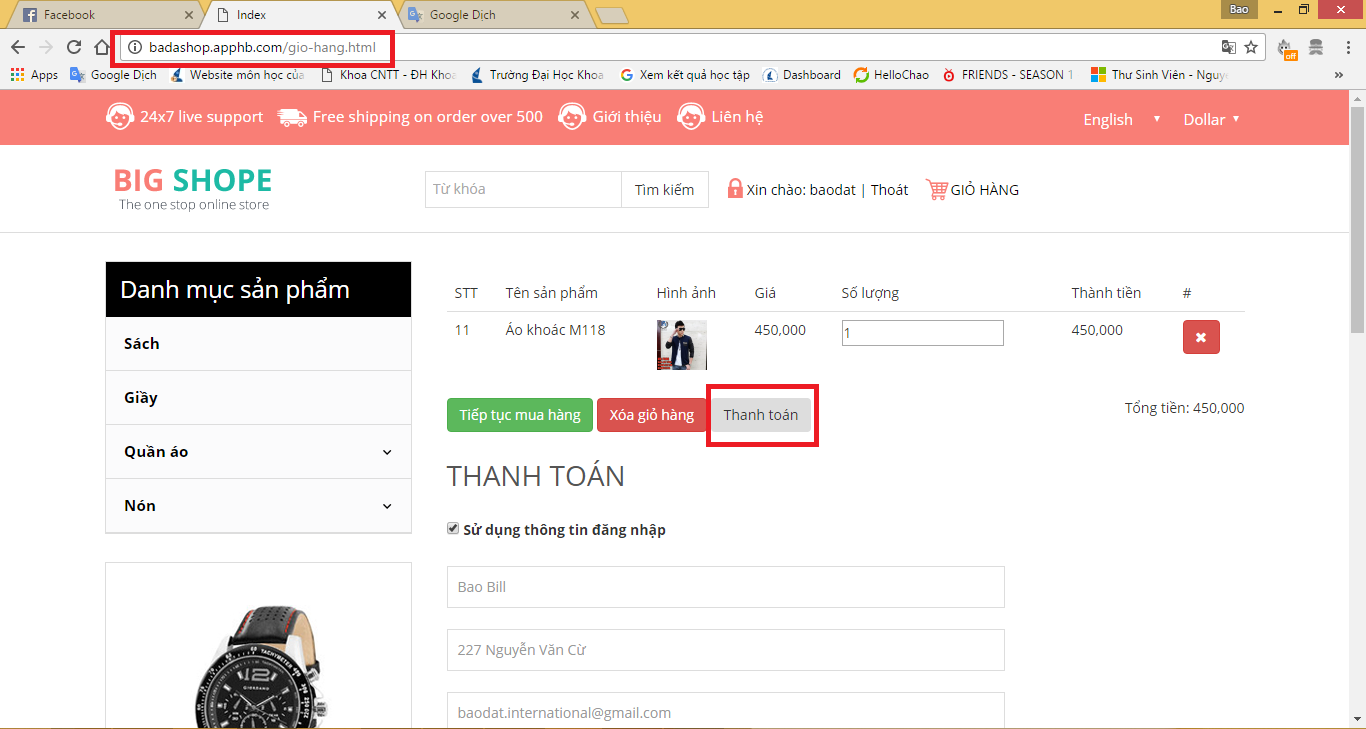 Facebook
Index
Google Dịch
Bao
badashop.apphb.com/gio-hang.html
off
Apps
Google Dịch
Website môn học củ
Khoa CNTT - ĐH Kho
Trường Đại Học Khoa
Xem kết quả học tập
Dashboard
HelloChao
FRIENDS - SEASON 1
Thư Sinh Viên - Nguy
24x7 live support
Free shipping on order over 500
Giới thiệu
Liên hệ
English
Dollar
BIG SHOPE
The one stop online store
Từ khóa
Tìm kiếm
Xin chào: baodat | Thoát
GIỎ HÀNG
Danh mục sản phẩm
Sách
Giầy
Quần áo
Nón
STT Tên sản phẩm Hình ảnh Giá Số lượng Thành tiền #
11 Áo khoác M118 450,000 1 450,000
Tiếp tục mua hàng
Xóa giỏ hàng
Thanh toán
Tổng tiền: 450,000
THANH TOÁN
Sử dụng thông tin đăng nhập
Bao Bill
227 Nguyễn Văn Cừ
baodat.international@gmail.com
TACHYMETER
GIORDANO